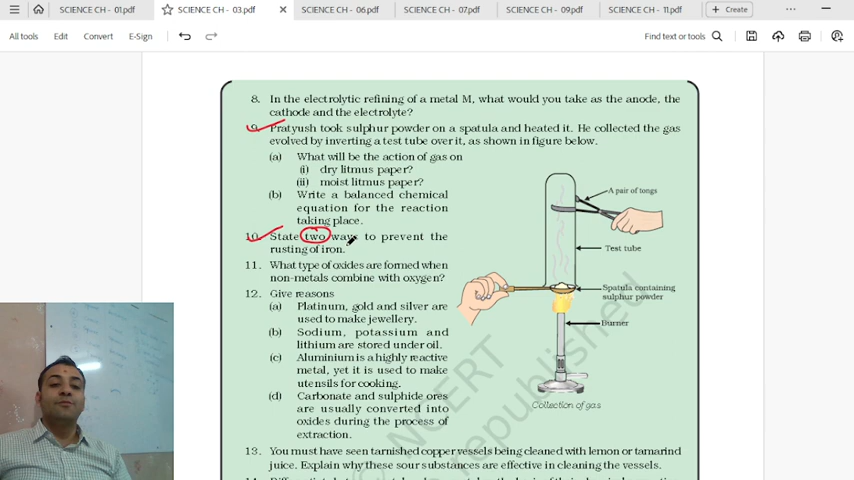 SCIENCE CH - 01.pdf
SCIENCE CH - 03.pdf
SCIENCE CH - 06.pdf
SCIENCE CH - 07.pdf
SCIENCE CH - 09.pdf
SCIENCE CH - 11.pdf
+ Create
All tools
Edit
Convert
E-Sign
Find text or tools
8. In the electrolytic refining of a metal M, what would you take as the anode, the
cathode and the electrolyte?
9. Pratyush took sulphur powder on a spatula and heated it. He collected the gas
evolved by inverting a test tube over it, as shown in figure below.
(a) What will be the action of gas on
(i) dry litmus paper?
(ii) moist litmus paper?
(b) Write a balanced chemical
equation for the reaction
taking place.
10. State two ways to prevent the
rusting of iron.
11. What type of oxides are formed when
non-metals combine with oxygen?
12. Give reasons
(a) Platinum, gold and silver are
used to make jewellery.
(b) Sodium, potassium and
lithium are stored under oil.
(c) Aluminium is a highly reactive
metal, yet it is used to make
utensils for cooking.
(d) Carbonate and sulphide ores
are usually converted into
oxides during the process of
extraction.
A pair of tongs
Test tube
Spatula containing
sulphur powder
Burner
Collection of gas
NCERT
republished
13. You must have seen tarnished copper vessels being cleaned with lemon or tamarind
juice. Explain why these sour substances are effective in cleaning the vessels.